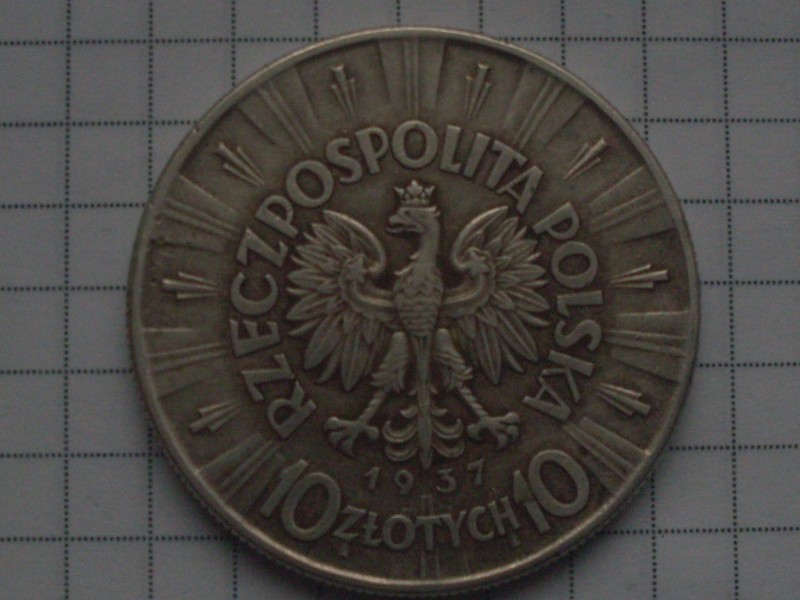 RZECZPOSPOLITA POLSKA
1937
10 ZŁOTYCH 10